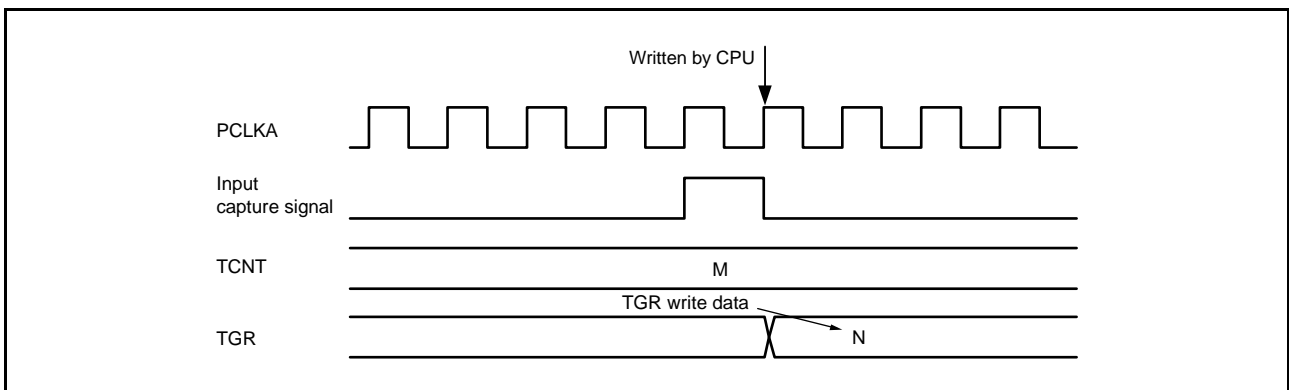 Written by CPU
PCLKA
Input
capture signal
TCNT
M
TGR write data
TGR
N